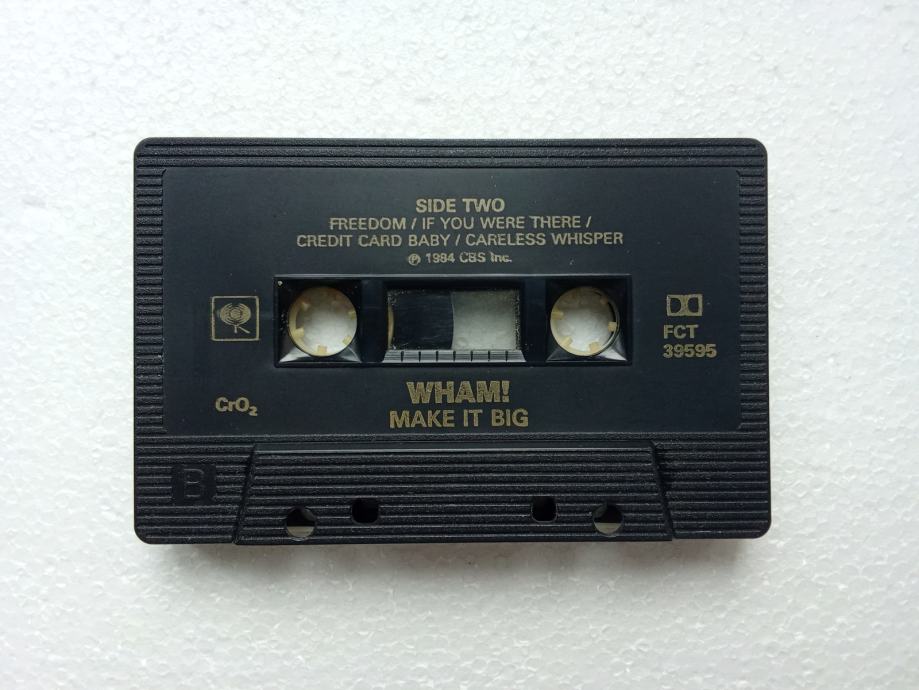 SIDE TWO
FREEDOM / IF YOU WERE THERE /
CREDIT CARD BABY / CARELESS WHISPER
℗ 1984 CBS Inc.
FCT
39595
CrO₂
WHAM!
MAKE IT BIG
B